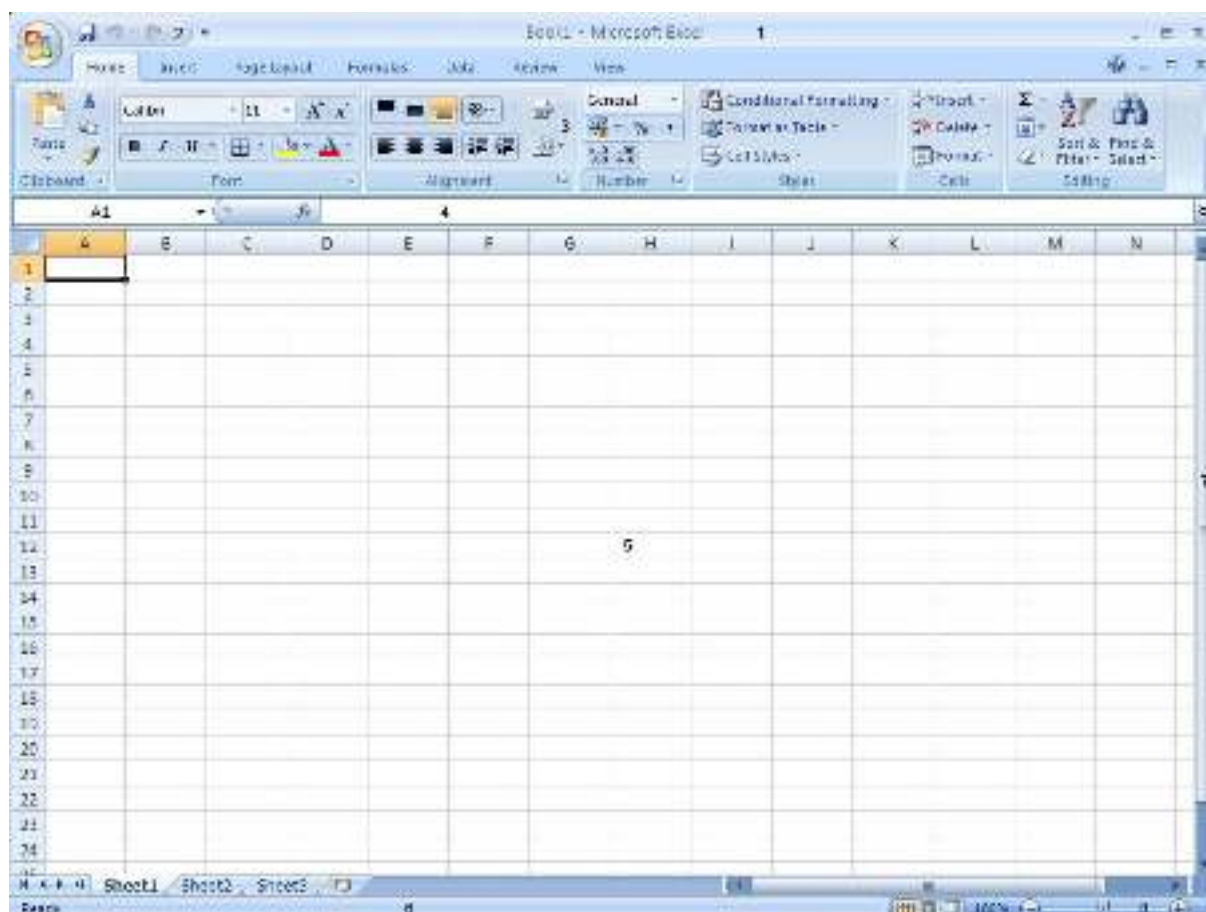 2
Book1 - Microsoft Excel 1
Home Insert Page Layout Formulas Data Review View
Calibri 11 General Conditional Formatting Insert Σ
Paste B I U 3 % Format as Table Delete Sort & Find &
Cell Styles Format Filter Select
Clipboard Font Alignment Number Styles Cells Editing
A1 fx 4
A B C D E F G H I J K L M N
1
2
3
4
5
6
7
8
9
10
11
12 5
13
14
15
16
17
18
19
20
21
22
23
24
25
Sheet1 Sheet2 Sheet3
Ready 100%